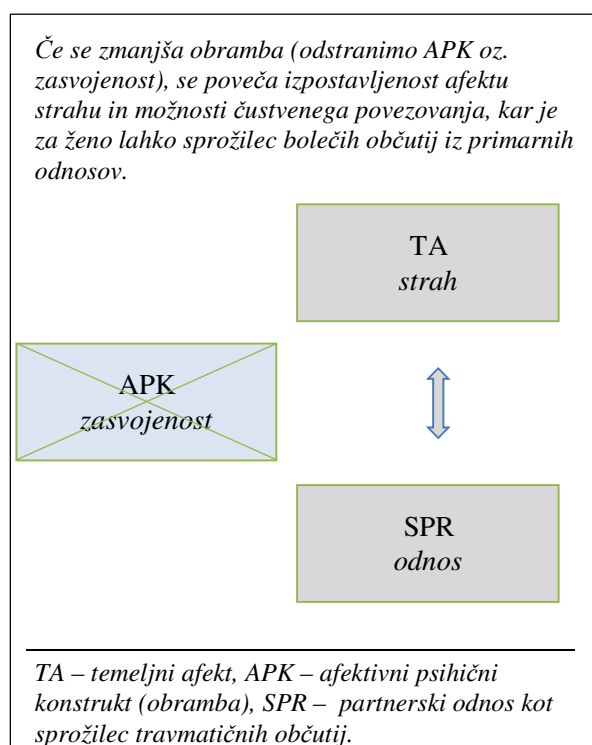 Če se zmanjša obramba (odstranimo APK oz.
zasvojenost), se poveča izpostavljenost afektu
strahu in možnosti čustvenega povezovanja, kar je
za ženo lahko sprožilec bolečih občutij iz primarnih
odnosov.
TA
strah
APK
zasvojenost
SPR
odnos
TA – temeljni afekt, APK – afektivni psihični
konstrukt (obramba), SPR – partnerski odnos kot
sprožilec travmatičnih občutij.